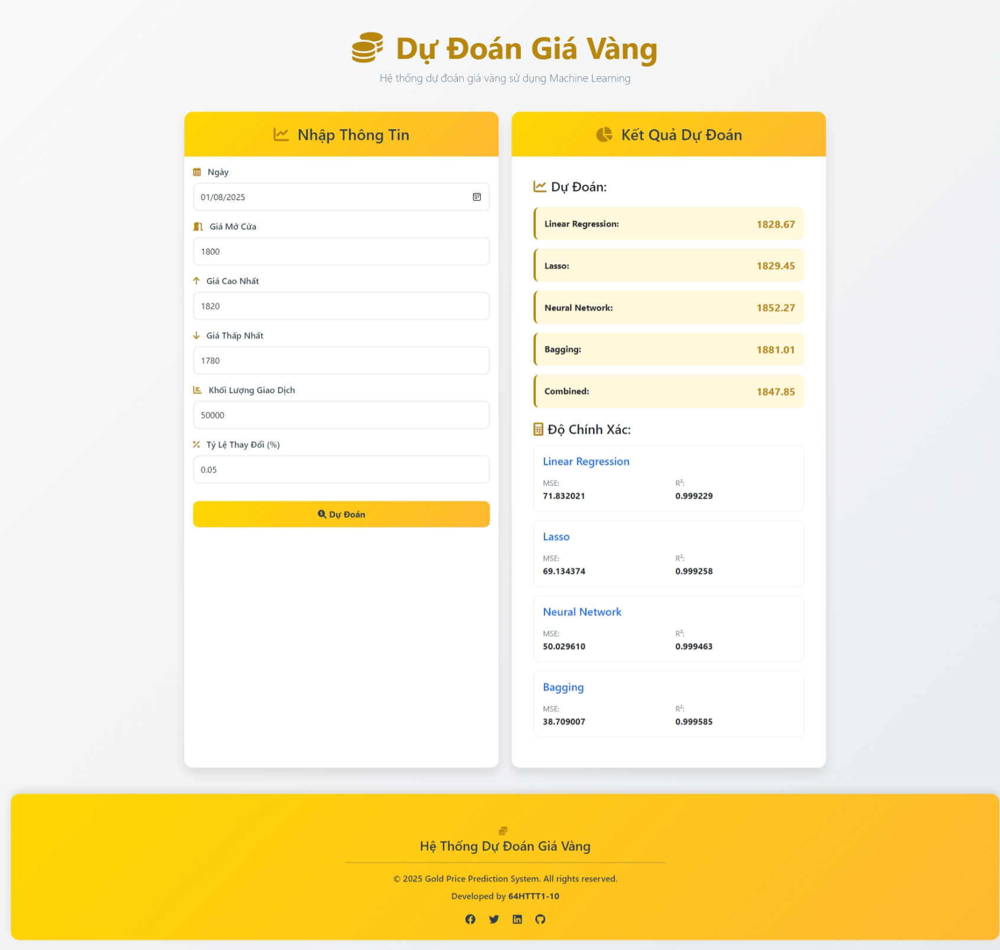 Dự Đoán Giá Vàng
Hệ thống dự đoán giá vàng sử dụng Machine Learning
Nhập Thông Tin
Ngày
01/08/2025
Giá Mở Cửa
1800
Giá Cao Nhất
1820
Giá Thấp Nhất
1780
Khối Lượng Giao Dịch
50000
Tỷ Lệ Thay Đổi (%)
0.05
Dự Đoán
Kết Quả Dự Đoán
Dự Đoán:
Linear Regression: 1828.67
Lasso: 1829.45
Neural Network: 1852.27
Bagging: 1881.01
Combined: 1847.85
Độ Chính Xác:
Linear Regression
MSE: R²:
71.832021 0.999229
Lasso
MSE: R²:
69.134374 0.999258
Neural Network
MSE: R²:
50.029610 0.999463
Bagging
MSE: R²:
38.709007 0.999585
Hệ Thống Dự Đoán Giá Vàng
© 2025 Gold Price Prediction System. All rights reserved.
Developed by 64HTTT1-10